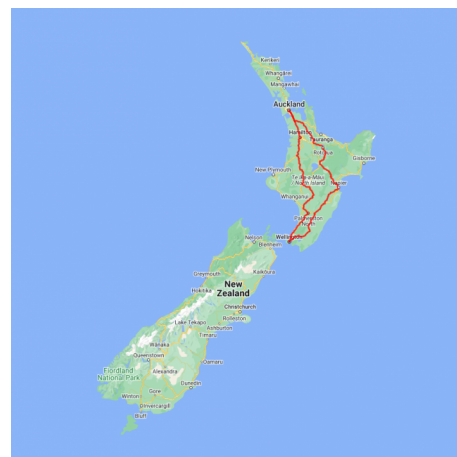 Kerikeri
Whangārei
Mangawhai
Auckland
Hamilton
Tauranga
Rotorua
Gisborne
New Plymouth
Te Ika-a-Māui
North Island
Napier
Whanganui
Palmerston
North
Nelson
Wellington
Blenheim
Greymouth
Kaikōura
Hokitika
New
Zealand
Christchurch
Rolleston
Lake Tekapo
Ashburton
Timaru
Wānaka
Queenstown
Oamaru
Fiordland
National Park
Alexandra
Dunedin
Gore
Winton
Invercargill
Bluff